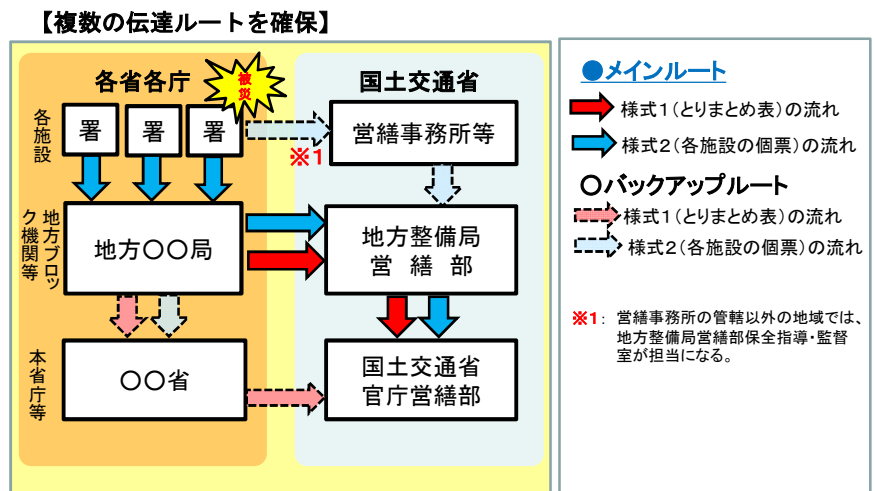 【複数の伝達ルートを確保】
各省各庁
被
災
国土交通省
各施設
署
署
署
※1
営繕事務所等
地方ブロッ
ク機関等
地方〇〇局
地方整備局
営 繕 部
本省庁等
〇〇省
国土交通省
官庁営繕部
●メインルート
様式1(とりまとめ表)の流れ
様式2(各施設の個票)の流れ
〇バックアップルート
様式1(とりまとめ表)の流れ
様式2(各施設の個票)の流れ
※1: 営繕事務所の管轄以外の地域では、
地方整備局営繕部保全指導・監督
室が担当になる。